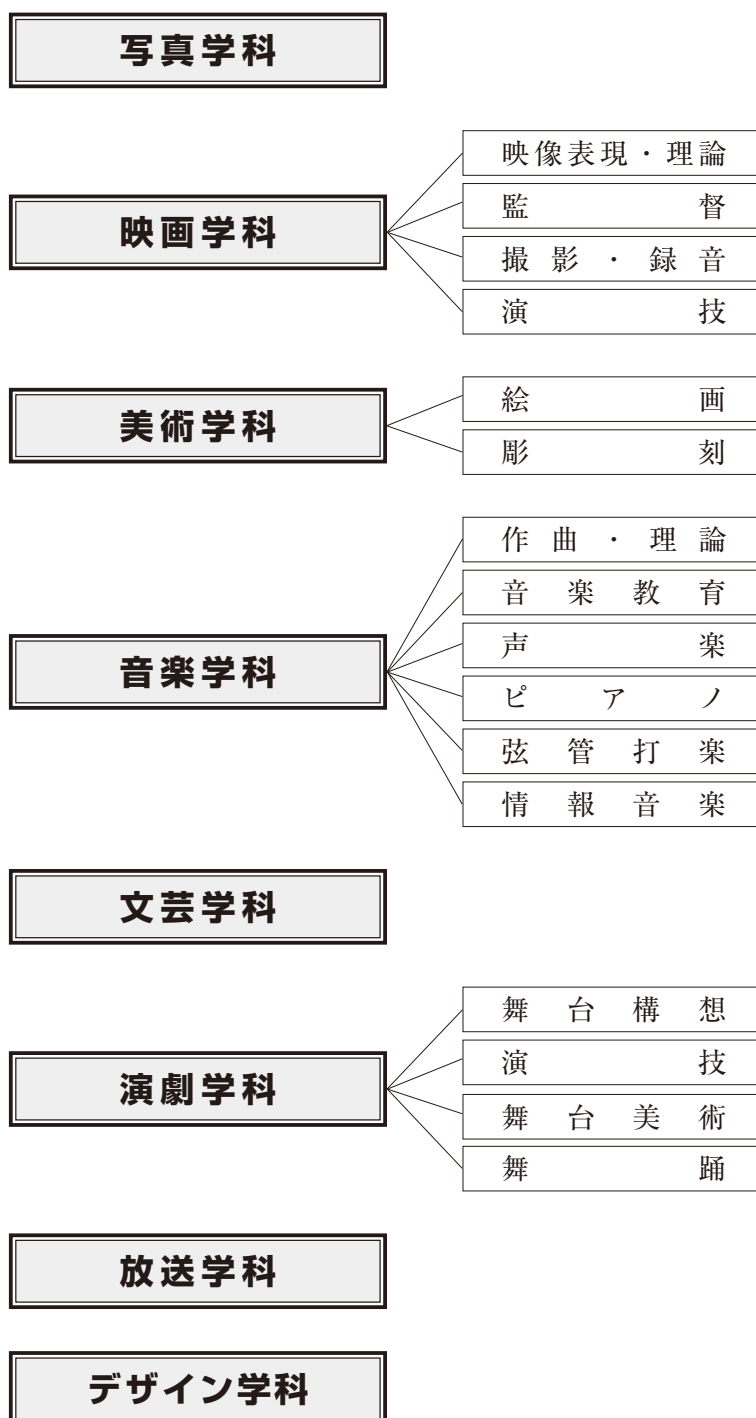 写真学科
映画学科
映像表現・理論
監督
撮影・録音
演技
美術学科
絵画
彫刻
音楽学科
作曲・理論
音楽教育
声楽
ピアノ
弦管打楽
情報音楽
文芸学科
演劇学科
舞台構想
演技
舞台美術
舞踊
放送学科
デザイン学科